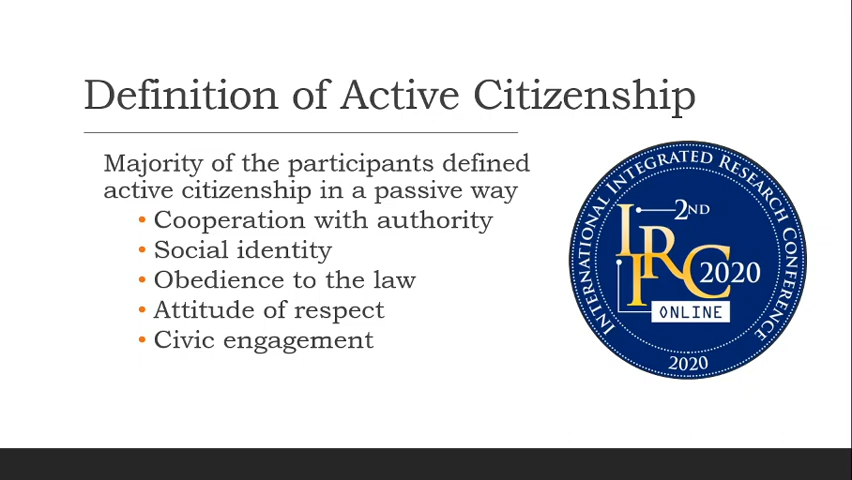 Definition of Active Citizenship
Majority of the participants defined
active citizenship in a passive way
• Cooperation with authority
• Social identity
• Obedience to the law
• Attitude of respect
• Civic engagement
INTERNATIONAL INTEGRATED RESEARCH CONFERENCE
2ND
IIRC 2020
ONLINE
2020